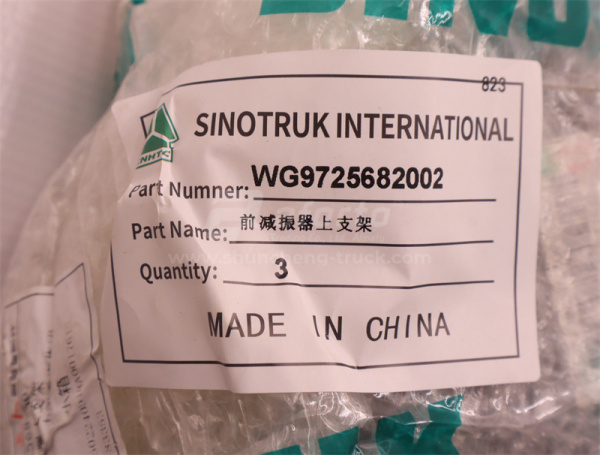 823
SINOTRUK INTERNATIONAL
CNHTC
Part Numner: WG9725682002
Part Name: 前减振器上支架
Quantity: 3
MADE IN CHINA